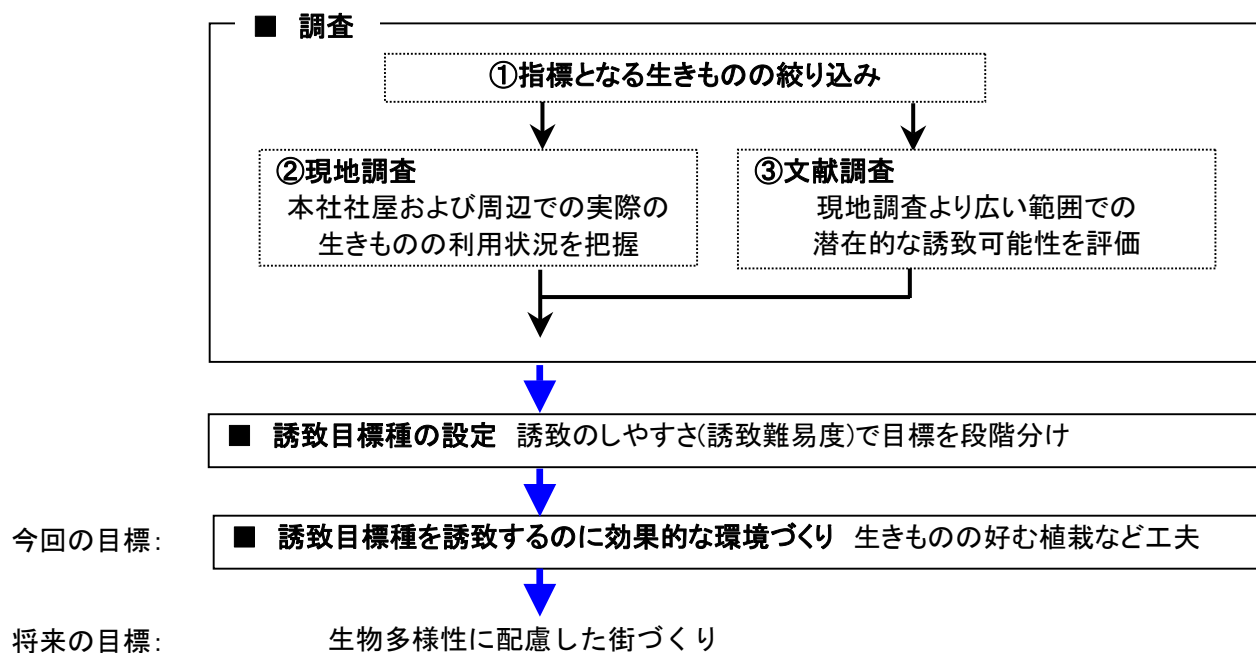 ■ 調査
①指標となる生きものの絞り込み
②現地調査
本社社屋および周辺での実際の
生きものの利用状況を把握
③文献調査
現地調査より広い範囲での
潜在的な誘致可能性を評価
■ 誘致目標種の設定 誘致のしやすさ(誘致難易度)で目標を段階分け
今回の目標: ■ 誘致目標種を誘致するのに効果的な環境づくり 生きものの好む植栽など工夫
将来の目標: 生物多様性に配慮した街づくり